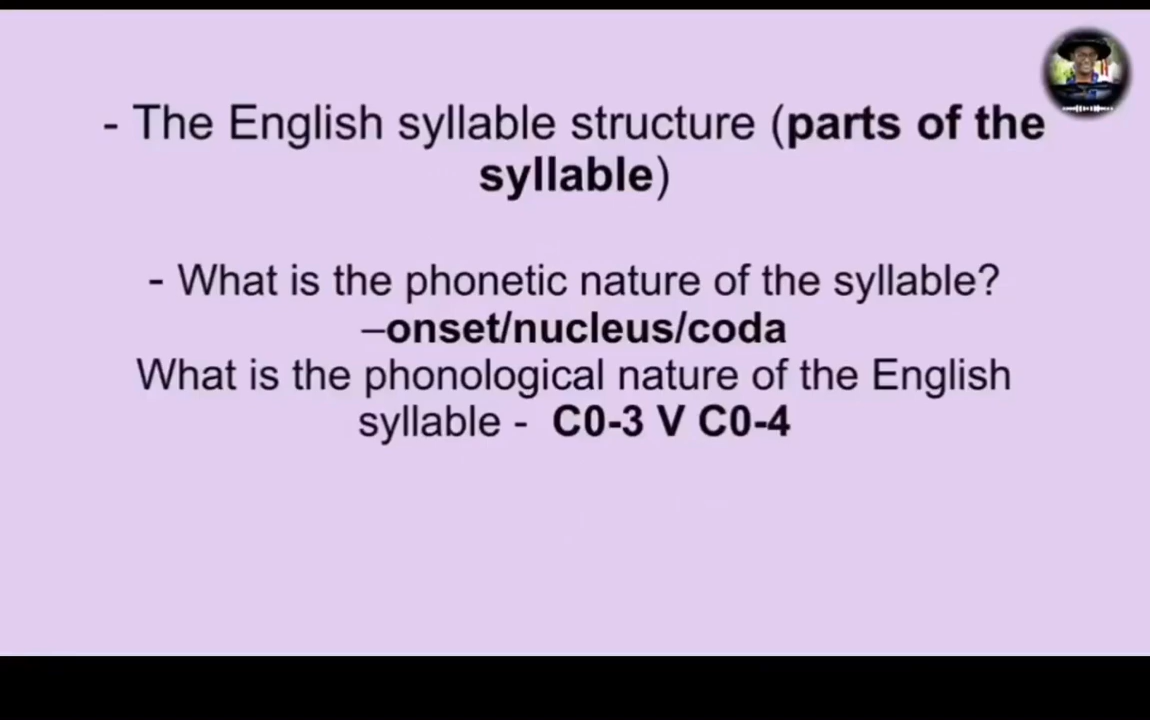 - The English syllable structure (parts of the
syllable)
- What is the phonetic nature of the syllable?
–onset/nucleus/coda
What is the phonological nature of the English
syllable - C0-3 V C0-4